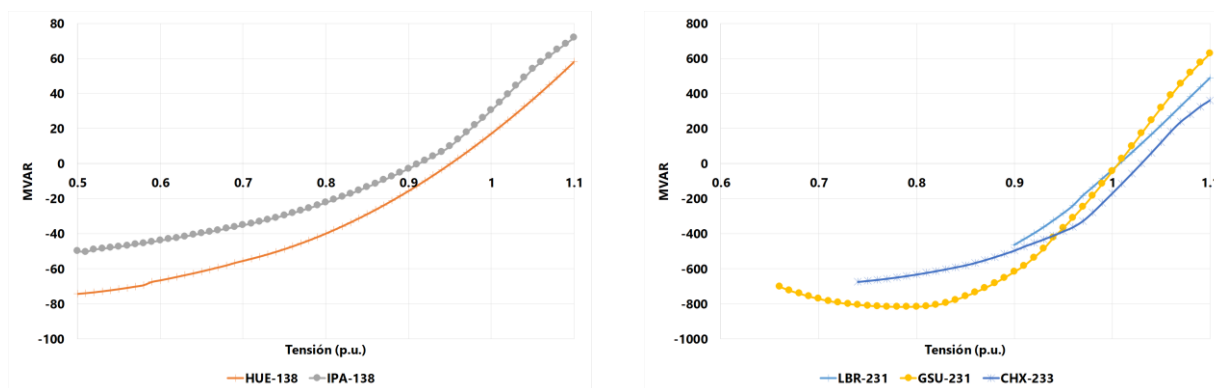 80
60
40
20
0
-20
-40
-60
-80
-100
MVAR
0.5 0.6 0.7 0.8 0.9 1 1.1
Tensión (p.u.)
HUE-138 IPA-138
800
600
400
200
0
-200
-400
-600
-800
-1000
MVAR
0.6 0.7 0.8 0.9 1 1.1
Tensión (p.u.)
LBR-231 GSU-231 CHX-233